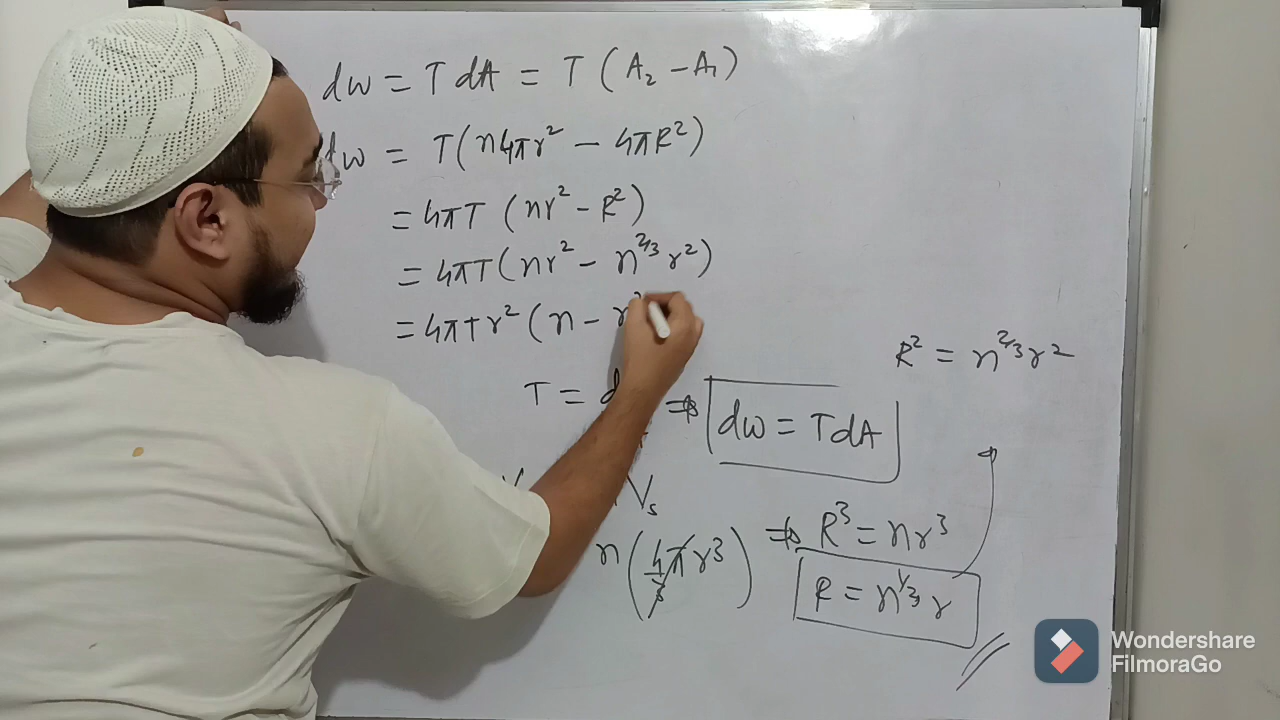 dw = T dA = T (A₂ - A₁)
dw = T(n4πr² - 4πR²)
= 4πT (nr² - R²)
= 4πT(nr² - n^2/3 r²)
= 4πTr² (n -
R² = n^2/3 r²
T = ⇒ dw = TdA
Vₛ
n(4/3 π r³) ⇒ R³ = nr³
R = n^1/3 r
Wondershare
FilmoraGo